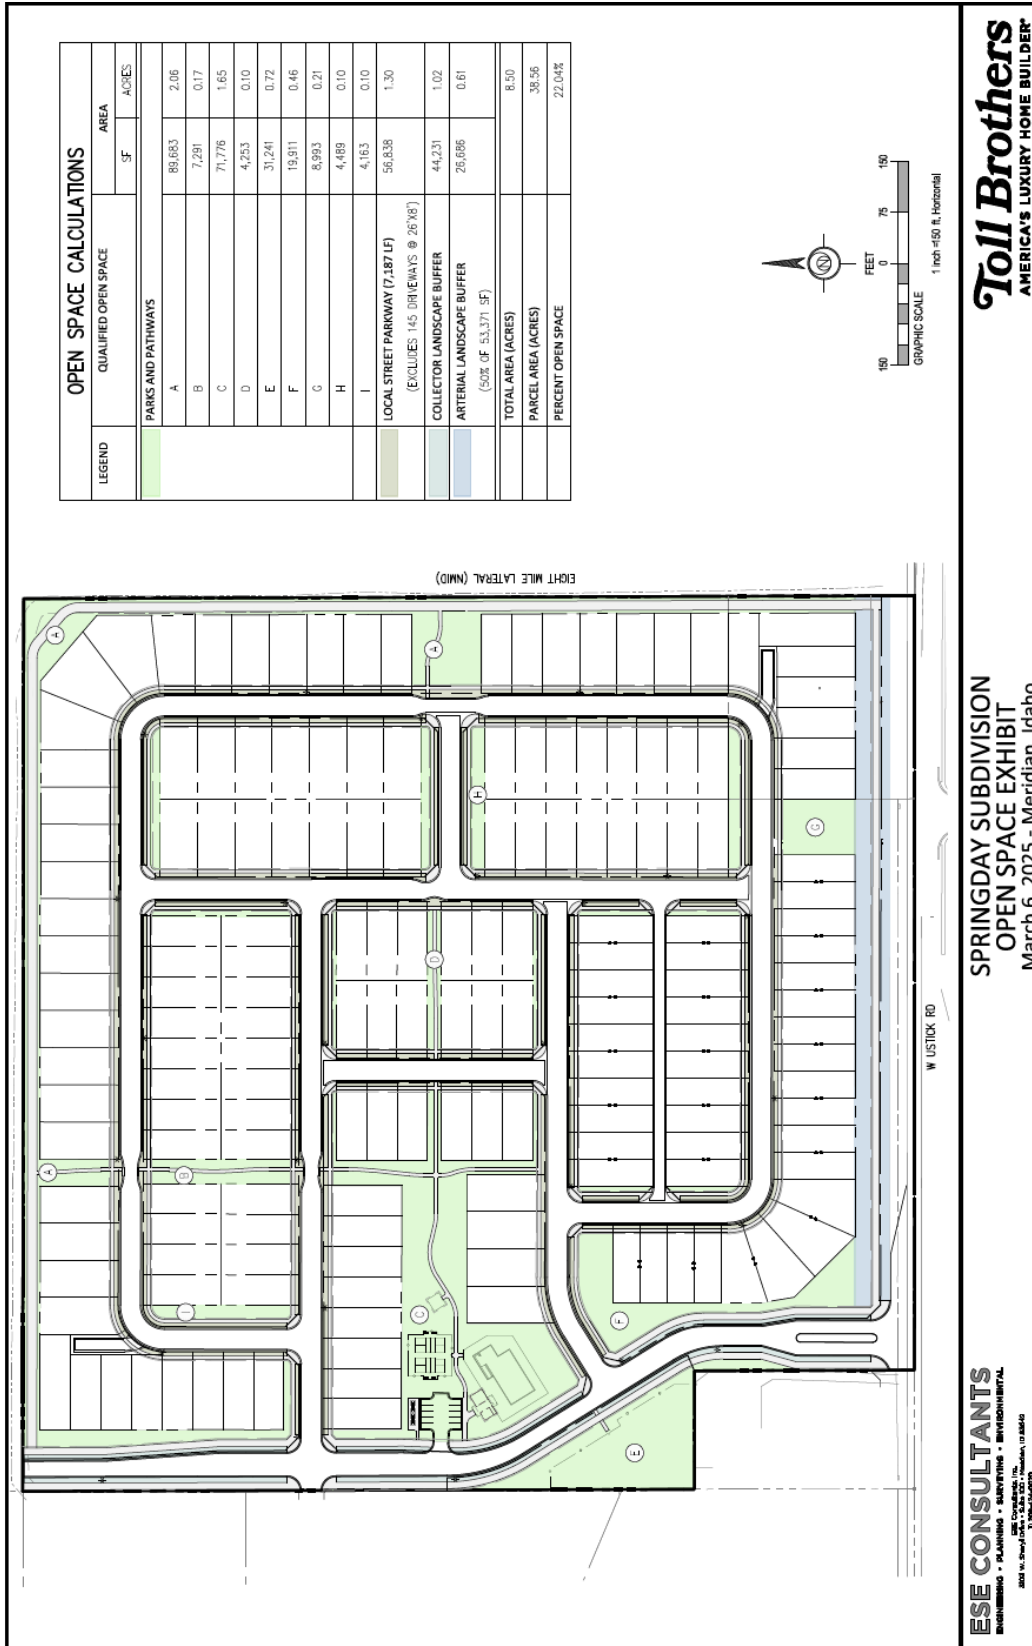 OPEN SPACE CALCULATIONS
LEGEND QUALIFIED OPEN SPACE AREA
SF ACRES
PARKS AND PATHWAYS
A 89,683 2.06
B 7,291 0.17
C 71,776 1.65
D 4,253 0.10
E 31,241 0.72
F 19,911 0.46
G 8,993 0.21
H 4,489 0.10
I 4,163 0.10
LOCAL STREET PARKWAY (7,187 LF) 56,838 1.30
(EXCLUDES 145 DRIVEWAYS @ 26'X8')
COLLECTOR LANDSCAPE BUFFER 44,231 1.02
ARTERIAL LANDSCAPE BUFFER 26,686 0.61
(50% OF 53,371 SF)
TOTAL AREA (ACRES) 8.50
PARCEL AREA (ACRES) 38.56
PERCENT OPEN SPACE 22.04%
EIGHT MILE LATERAL (NMID)
A
A
A
B
I
C
D
H
G
F
E
W USTICK RD
N
FEET
150 0 75 150
GRAPHIC SCALE
1 inch =150 ft. Horizontal
ESE CONSULTANTS
ENGINEERING • PLANNING • SURVEYING • ENVIRONMENTAL
ESE Consultants, Inc.
SPRINGDAY SUBDIVISION
OPEN SPACE EXHIBIT
March 6, 2025 - Meridian, Idaho
Toll Brothers
AMERICA'S LUXURY HOME BUILDER®